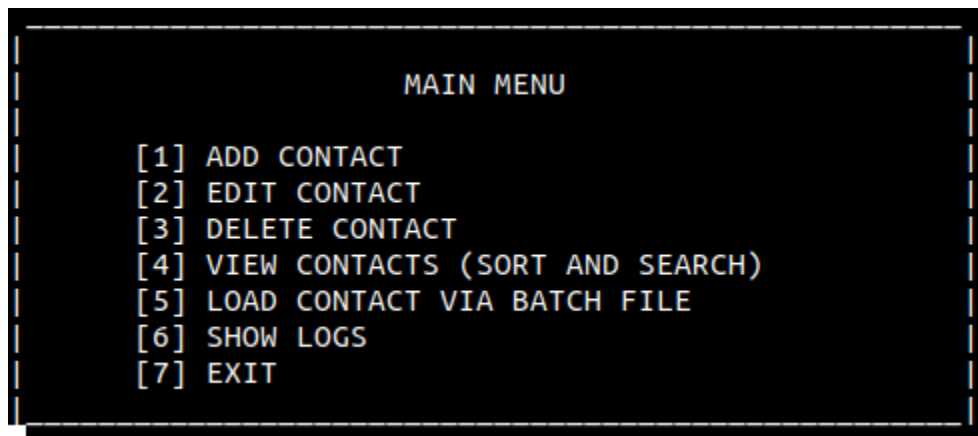 MAIN MENU
[1] ADD CONTACT
[2] EDIT CONTACT
[3] DELETE CONTACT
[4] VIEW CONTACTS (SORT AND SEARCH)
[5] LOAD CONTACT VIA BATCH FILE
[6] SHOW LOGS
[7] EXIT